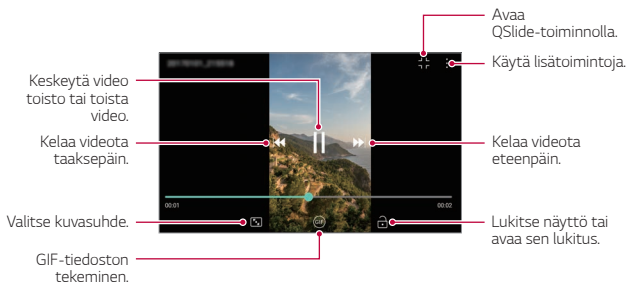 Avaa
QSlide-toiminnolla.
Käytä lisätoimintoja.
Keskeytä video
toisto tai toista
video.
Kelaa videota
taaksepäin.
Kelaa videota
eteenpäin.
00:01
00:02
Valitse kuvasuhde.
GIF
Lukitse näyttö tai
avaa sen lukitus.
GIF-tiedoston
tekeminen.